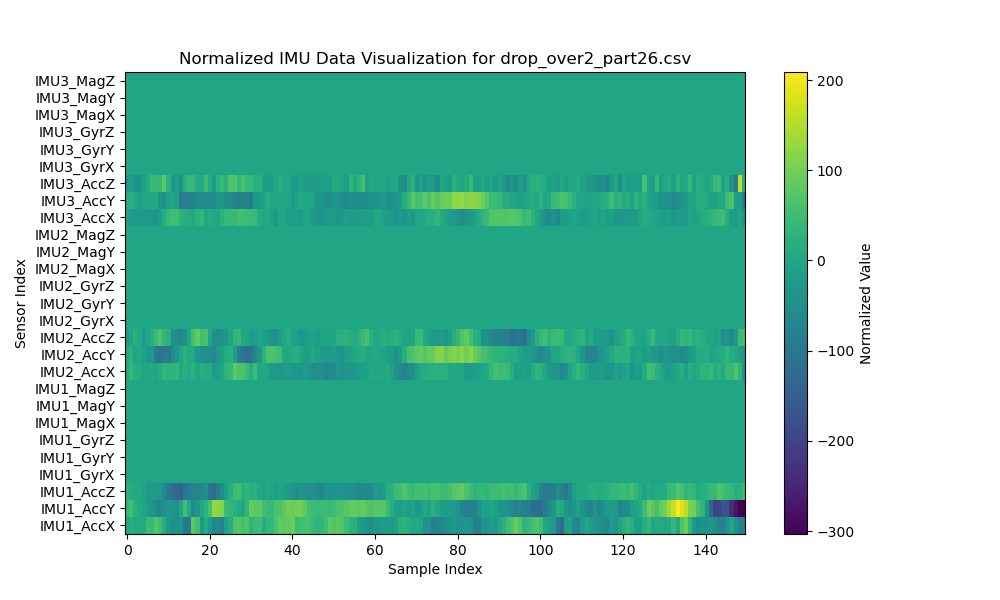 Normalized IMU Data Visualization for drop_over2_part26.csv
IMU3_MagZ
IMU3_MagY
IMU3_MagX
IMU3_GyrZ
IMU3_GyrY
IMU3_GyrX
IMU3_AccZ
IMU3_AccY
IMU3_AccX
IMU2_MagZ
IMU2_MagY
IMU2_MagX
IMU2_GyrZ
IMU2_GyrY
IMU2_GyrX
IMU2_AccZ
IMU2_AccY
IMU2_AccX
IMU1_MagZ
IMU1_MagY
IMU1_MagX
IMU1_GyrZ
IMU1_GyrY
IMU1_GyrX
IMU1_AccZ
IMU1_AccY
IMU1_AccX
Sensor Index
0 20 40 60 80 100 120 140
Sample Index
200
100
0
−100
−200
−300
Normalized Value